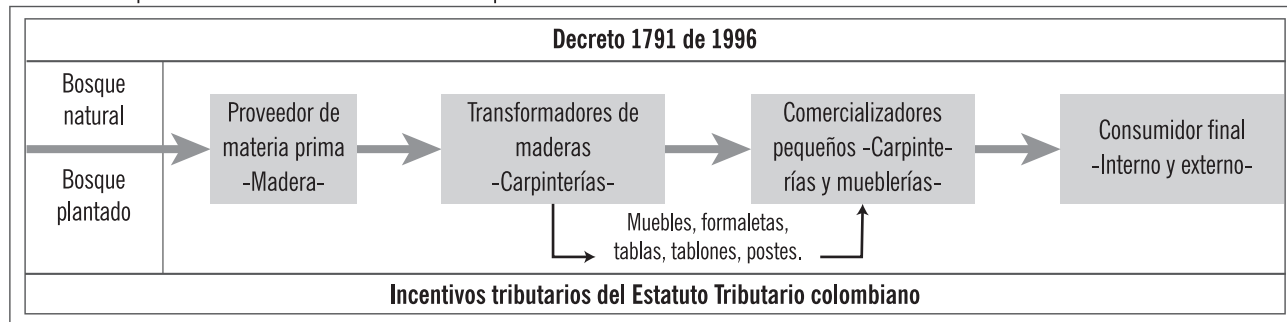 Decreto 1791 de 1996
Bosque
natural
Bosque
plantado
Proveedor de
materia prima
-Madera-
Transformadores de
maderas
-Carpinterías-
Comercializadores
pequeños -Carpinte-
rías y mueblerías-
Consumidor final
-Interno y externo-
Muebles, formaletas,
tablas, tablones, postes.
Incentivos tributarios del Estatuto Tributario colombiano